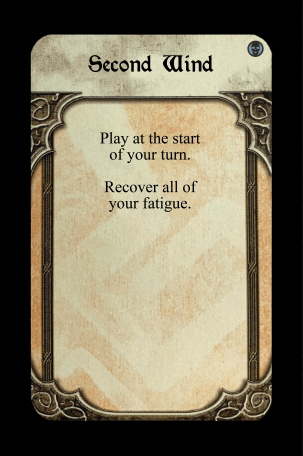 Second Wind
Play at the start
of your turn.
Recover all of
your fatigue.